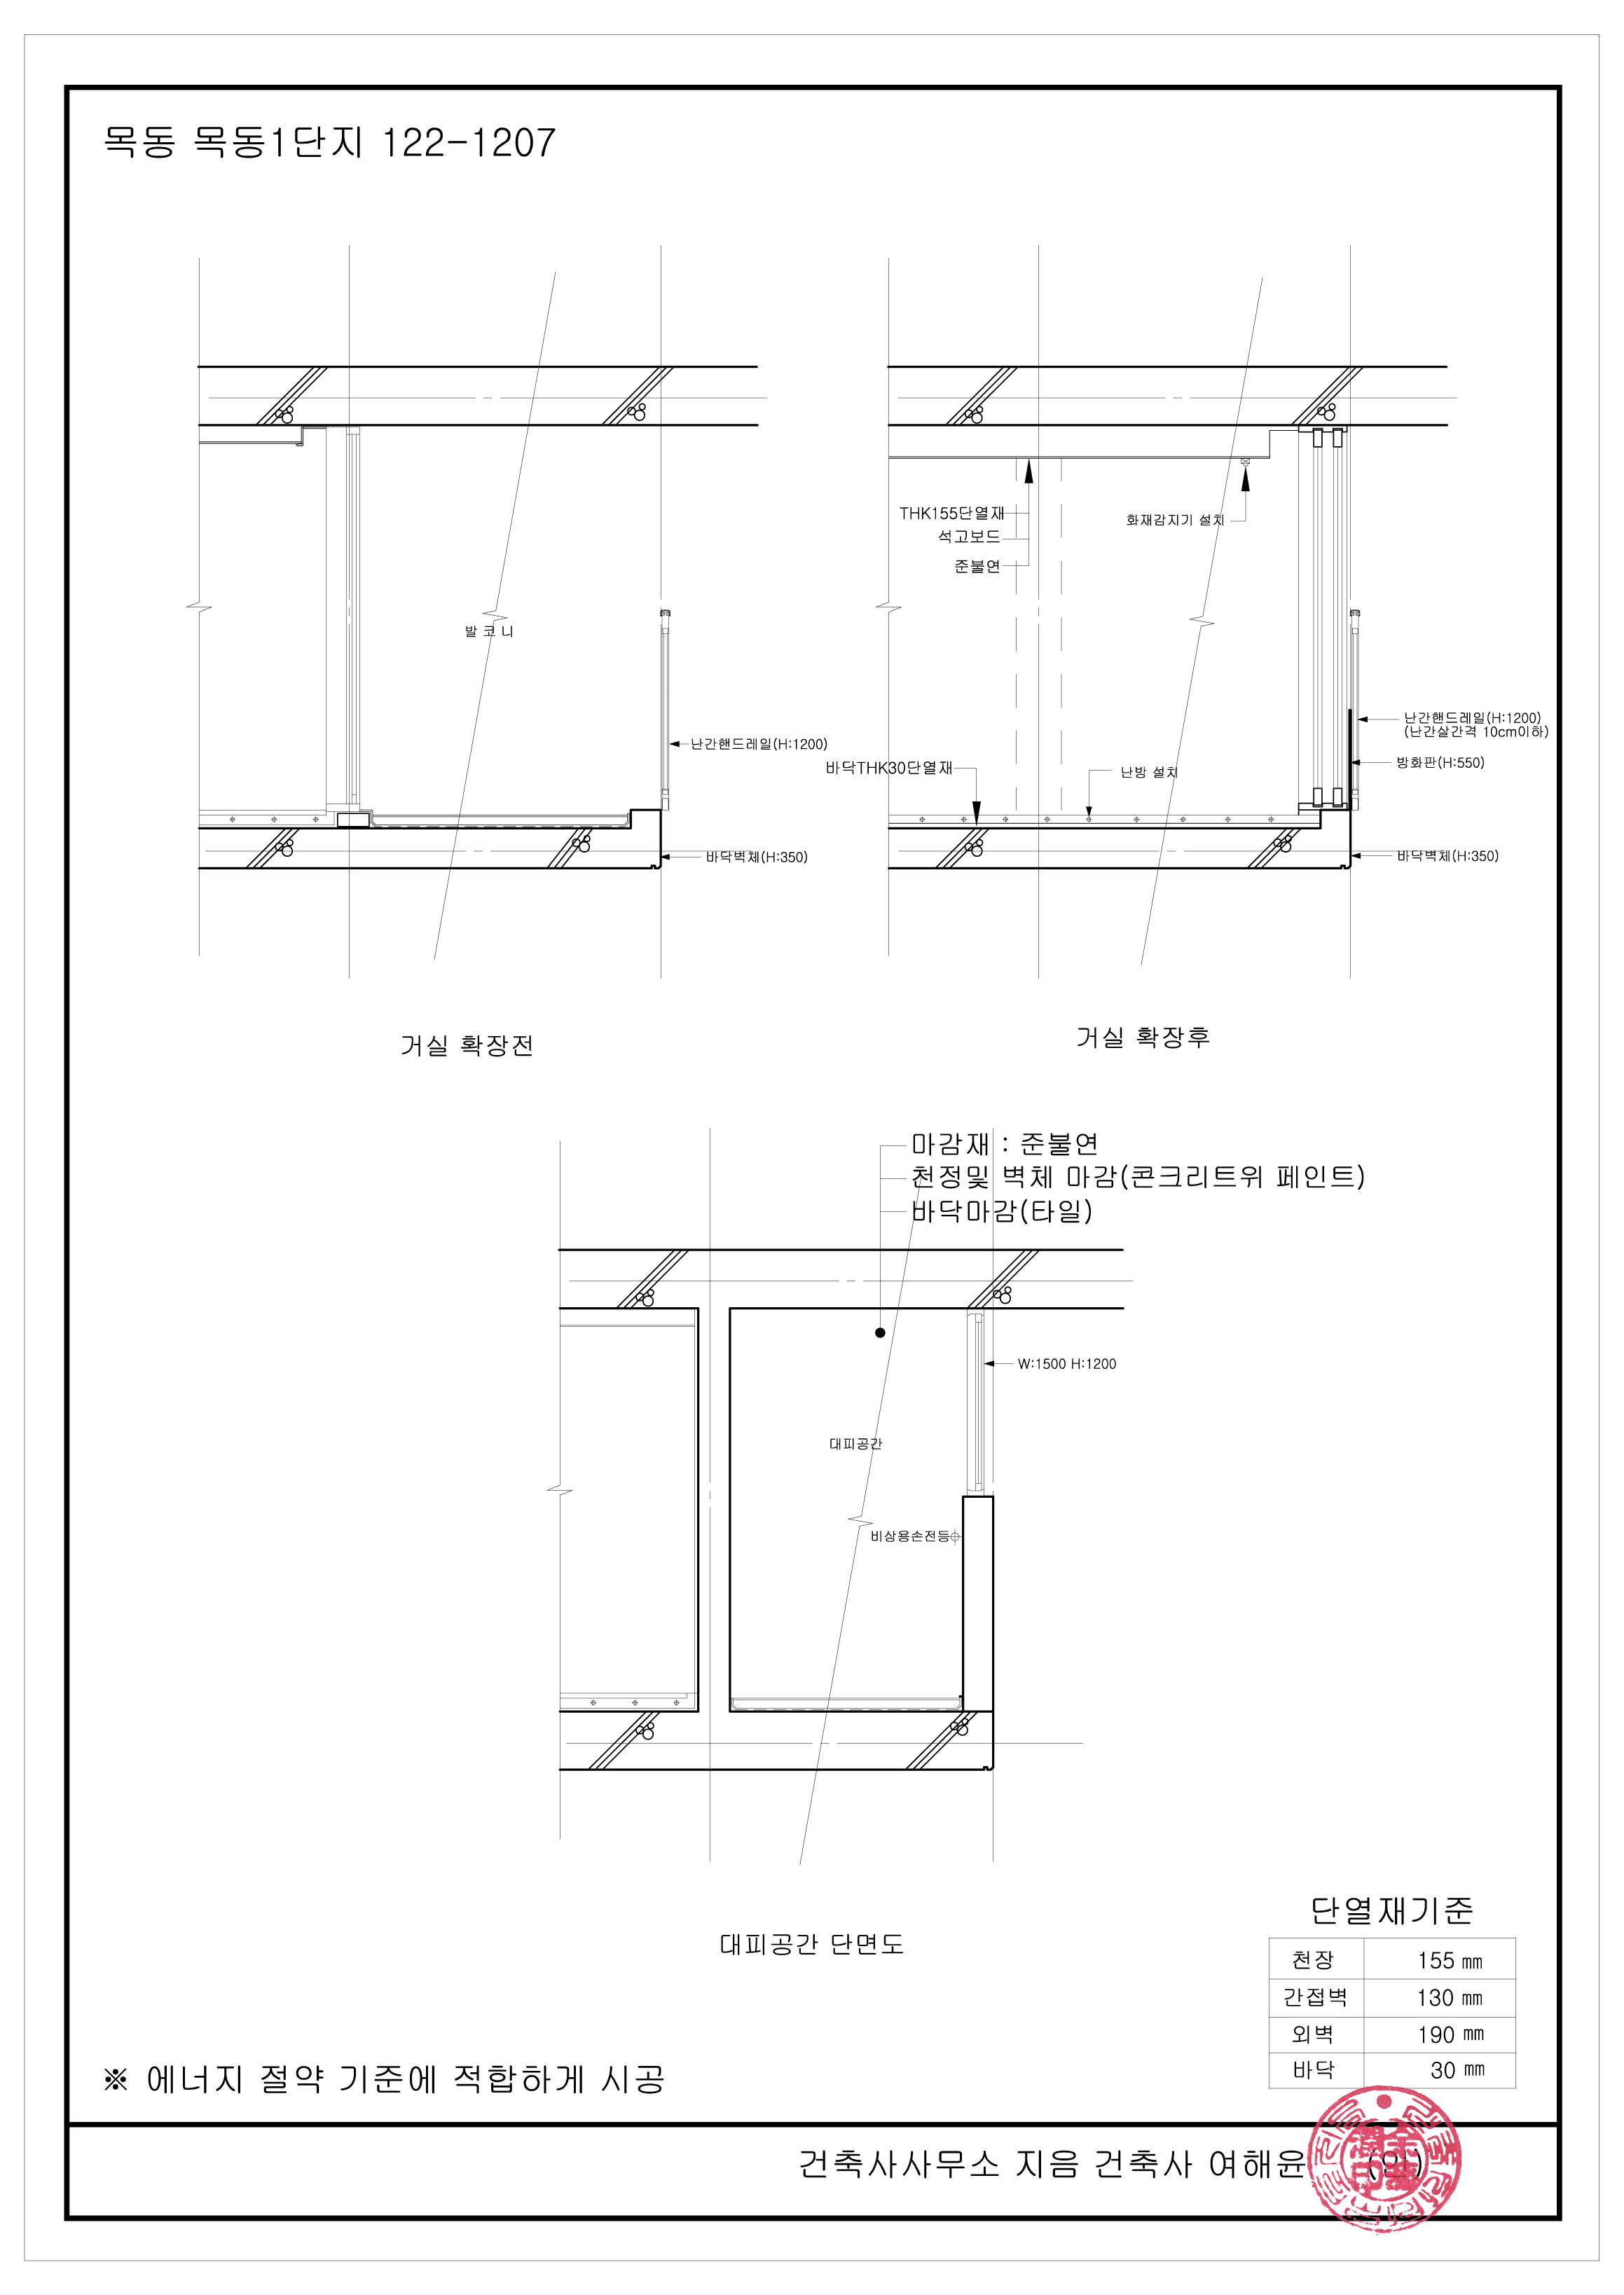 목동 목동1단지 122-1207
발 코 니
난간핸드레일(H:1200)
바닥벽체(H:350)
거실 확장전
THK155단열재
석고보드
준불연
화재감지기 설치
난간핸드레일(H:1200)
(난간살간격 10cm이하)
방화판(H:550)
바닥THK30단열재
난방 설치
바닥벽체(H:350)
거실 확장후
마감재 : 준불연
천정및 벽체 마감(콘크리트위 페인트)
바닥마감(타일)
W:1500 H:1200
대피공간
비상용손전등
대피공간 단면도
단열재기준
천장 155 ㎜
간접벽 130 ㎜
외벽 190 ㎜
바닥 30 ㎜
※ 에너지 절약 기준에 적합하게 시공
건축사사무소 지음 건축사 여해윤 (인)